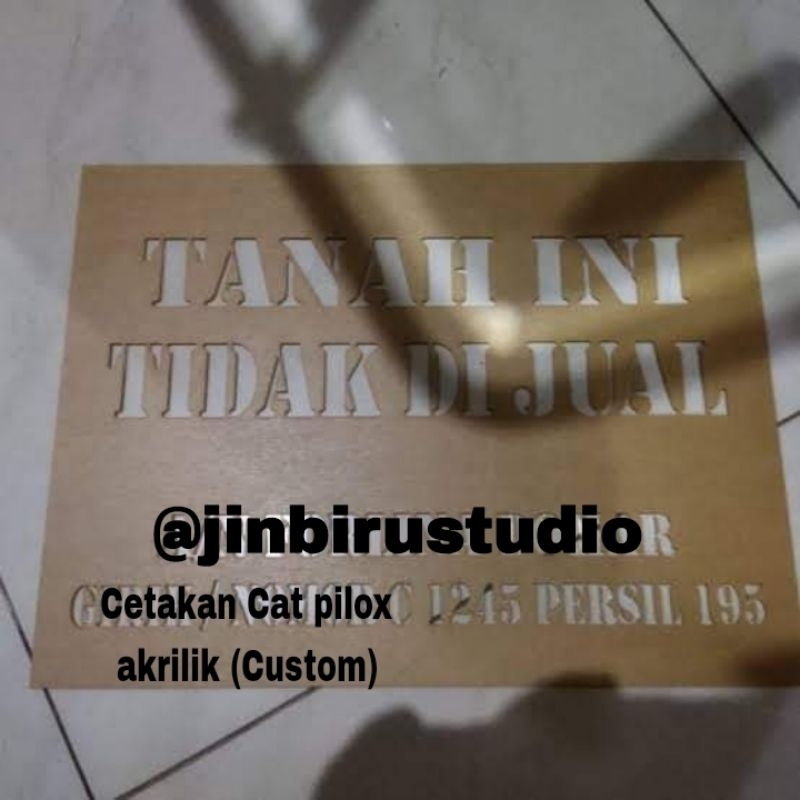 TANAH INI
TIDAK DI JUAL
@jinbirustudio
Cetakan Cat pilox
akrilik (Custom)
C 1245 PERSIL 195